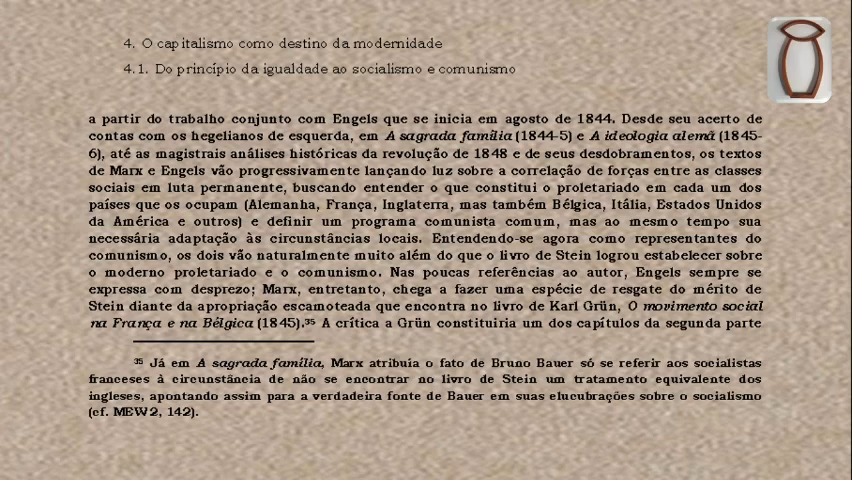 4. O capitalismo como destino da modernidade
4.1. Do princípio da igualdade ao socialismo e comunismo
a partir do trabalho conjunto com Engels que se inicia em agosto de 1844. Desde seu acerto de
contas com os hegelianos de esquerda, em A sagrada família (1844-5) e A ideologia alemã (1845-
6), até as magistrais análises históricas da revolução de 1848 e de seus desdobramentos, os textos
de Marx e Engels vão progressivamente lançando luz sobre a correlação de forças entre as classes
sociais em luta permanente, buscando entender o que constitui o proletariado em cada um dos
países que os ocupam (Alemanha, França, Inglaterra, mas também Bélgica, Itália, Estados Unidos
da América e outros) e definir um programa comunista comum, mas ao mesmo tempo sua
necessária adaptação às circunstâncias locais. Entendendo-se agora como representantes do
comunismo, os dois vão naturalmente muito além do que o livro de Stein logrou estabelecer sobre
o moderno proletariado e o comunismo. Nas poucas referências ao autor, Engels sempre se
expressa com desprezo; Marx, entretanto, chega a fazer uma espécie de resgate do mérito de
Stein diante da apropriação escamoteada que encontra no livro de Karl Grün, O movimento social
na França e na Bélgica (1845).³⁵ A crítica a Grün constituiria um dos capítulos da segunda parte
³⁵ Já em A sagrada família, Marx atribuía o fato de Bruno Bauer só se referir aos socialistas
franceses à circunstância de não se encontrar no livro de Stein um tratamento equivalente dos
ingleses, apontando assim para a verdadeira fonte de Bauer em suas elucubrações sobre o socialismo
(cf. MEW2, 142).